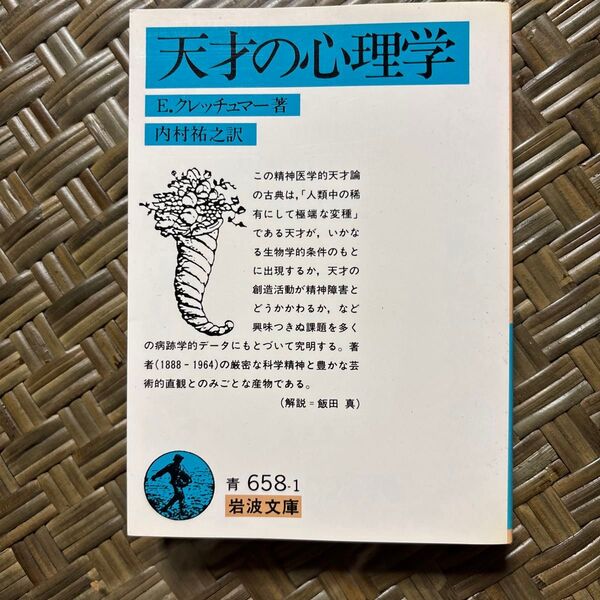 天才の心理学
E.クレッチュマー著
内村祐之訳
この精神医学的天才論
の古典は,「人類中の稀
有にして極端な変種」
である天才が,いかな
る生物学的条件のもと
に出現するか,天才の
創造活動が精神障害と
どうかかわるか,など
興味つきぬ課題を多く
の病跡学的データにもとづいて究明する。著
者(1888-1964)の厳密な科学精神と豊かな芸
術的直観とのみごとな産物である。
(解説=飯田 真)
青 658-1
岩波文庫